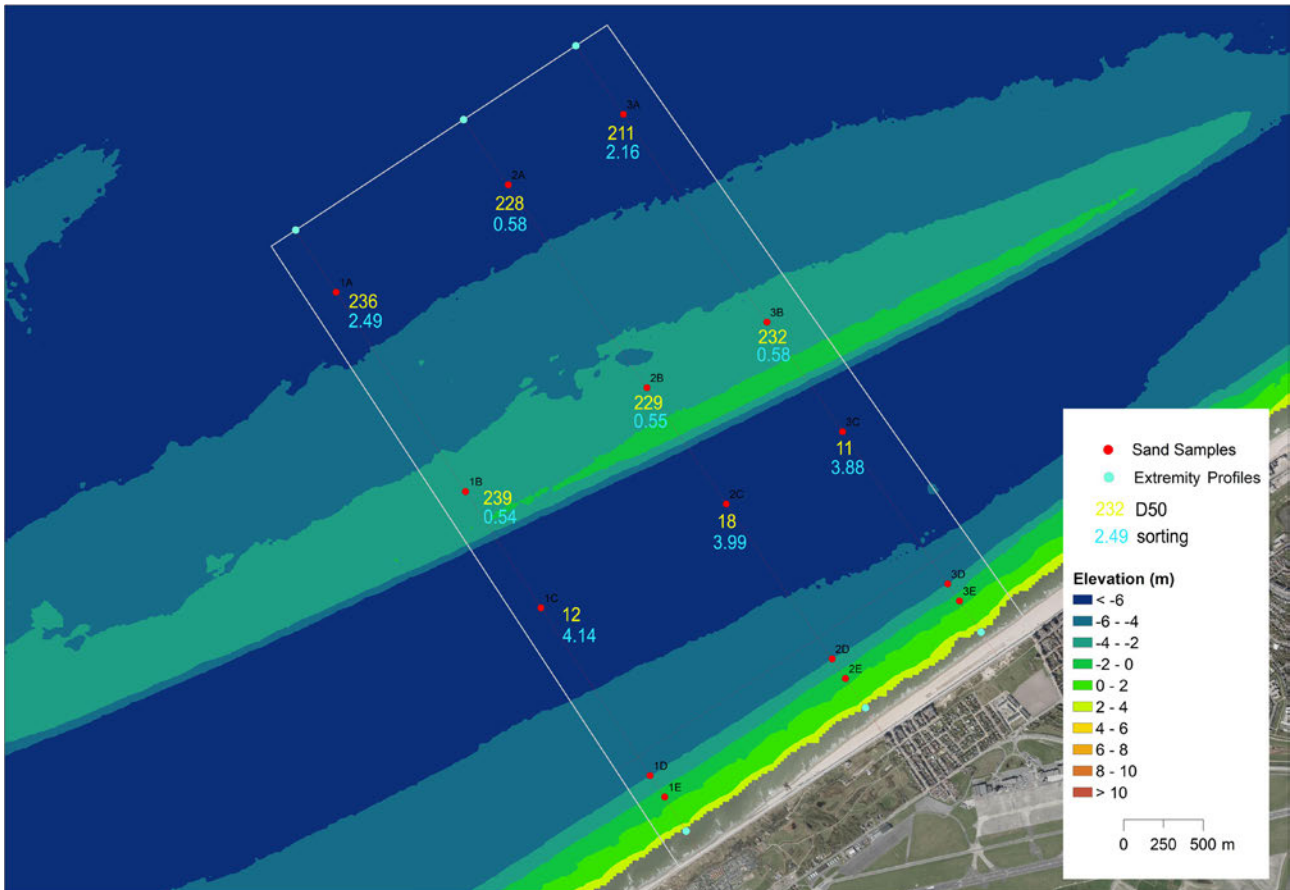 3A
211
2.16
2A
228
0.58
1A
236
2.49
3B
232
0.58
2B
229
0.55
1B
239
0.54
3C
11
3.88
2C
18
3.99
1C
12
4.14
3D
3E
2D
2E
1D
1E
Sand Samples
Extremity Profiles
232 D50
2.49 sorting
Elevation (m)
< -6
-6 - -4
-4 - -2
-2 - 0
0 - 2
2 - 4
4 - 6
6 - 8
8 - 10
> 10
0 250 500 m